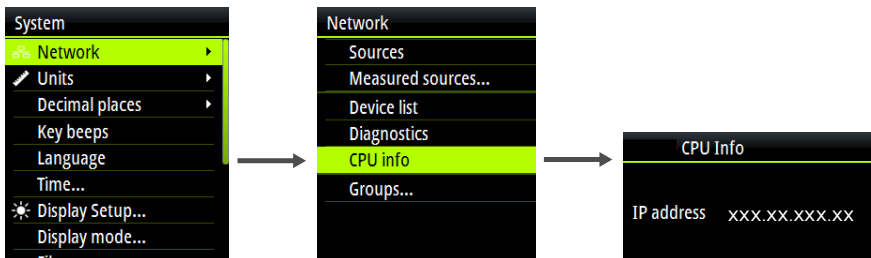 System
Network
Units
Decimal places
Key beeps
Language
Time...
Display Setup...
Display mode...
Network
Sources
Measured sources...
Device list
Diagnostics
CPU info
Groups...
CPU Info
IP address xxx.xx.xxx.xx